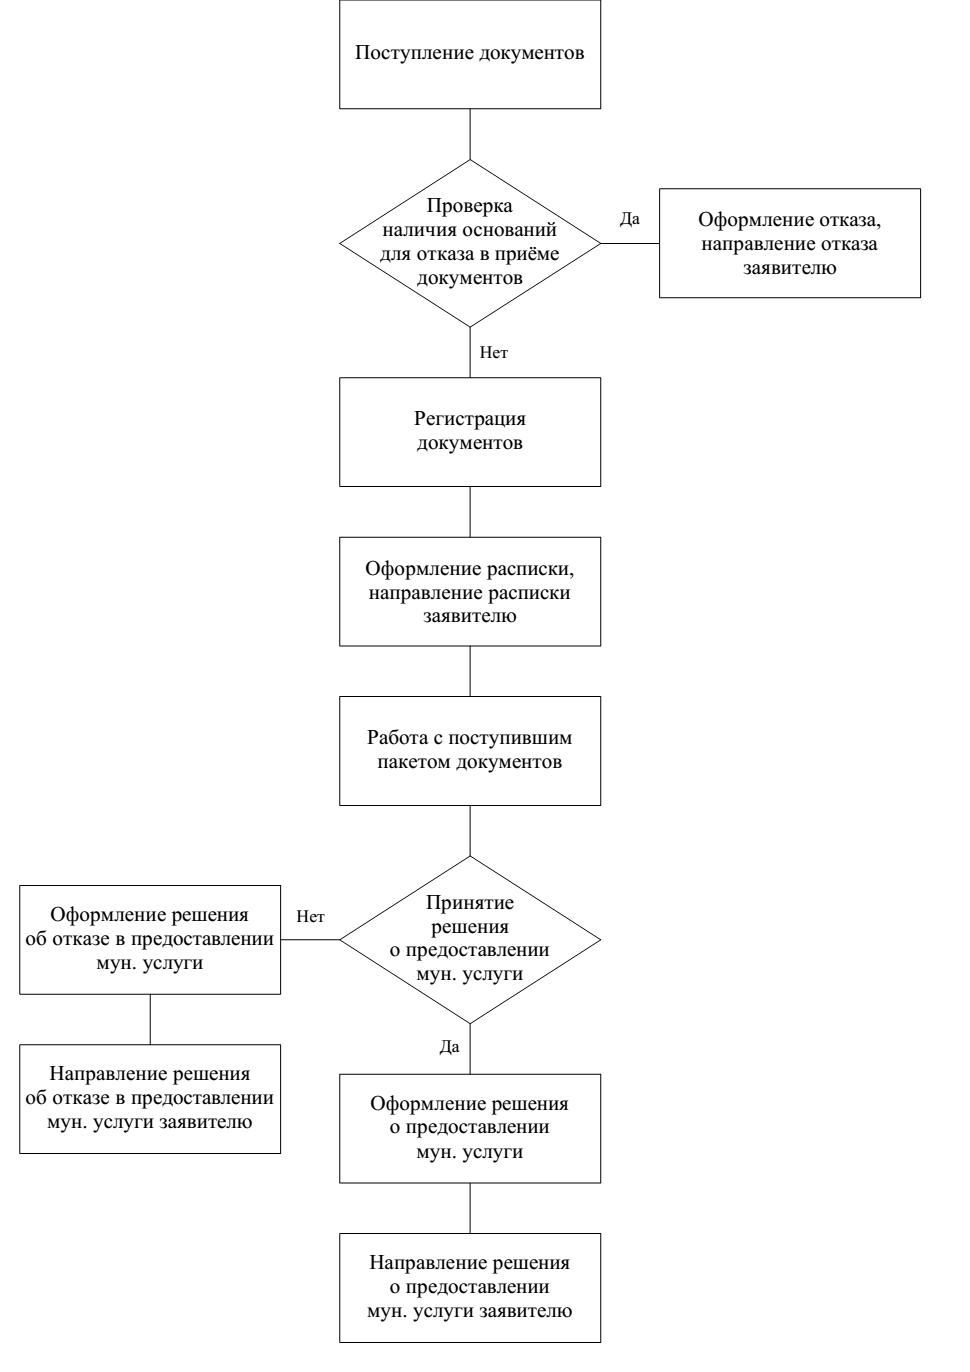 Поступление документов
Проверка
наличия оснований
для отказа в приёме
документов
Да
Оформление отказа,
направление отказа
заявителю
Нет
Регистрация
документов
Оформление расписки,
направление расписки
заявителю
Работа с поступившим
пакетом документов
Принятие
решения
о предоставлении
мун. услуги
Нет
Оформление решения
об отказе в предоставлении
мун. услуги
Направление решения
об отказе в предоставлении
мун. услуги заявителю
Да
Оформление решения
о предоставлении
мун. услуги
Направление решения
о предоставлении
мун. услуги заявителю